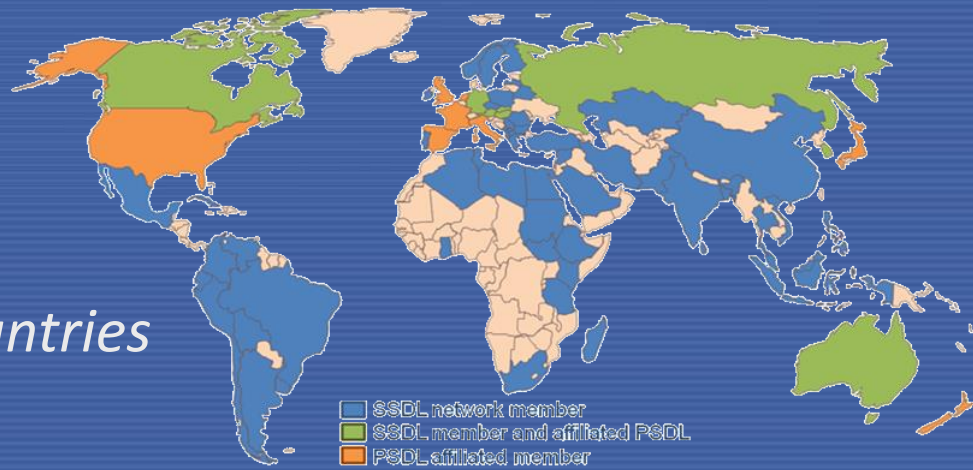 ntries
SSDL network member
SSDL member and affiliated PSDL
PSDL affiliated member